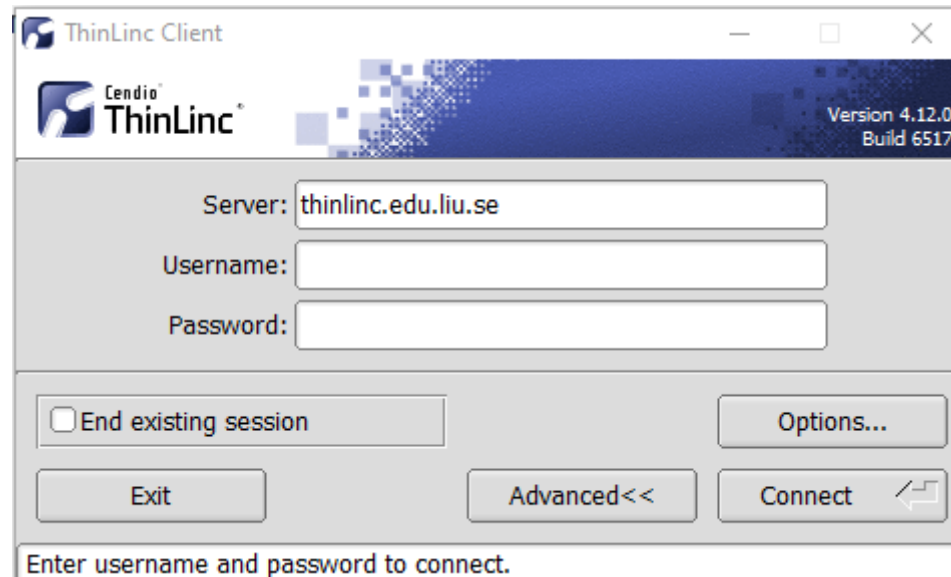 ThinLinc Client
Cendio®
ThinLinc®
Version 4.12.0
Build 6517
Server: thinlinc.edu.liu.se
Username:
Password:
End existing session
Options...
Exit
Advanced<<
Connect
Enter username and password to connect.